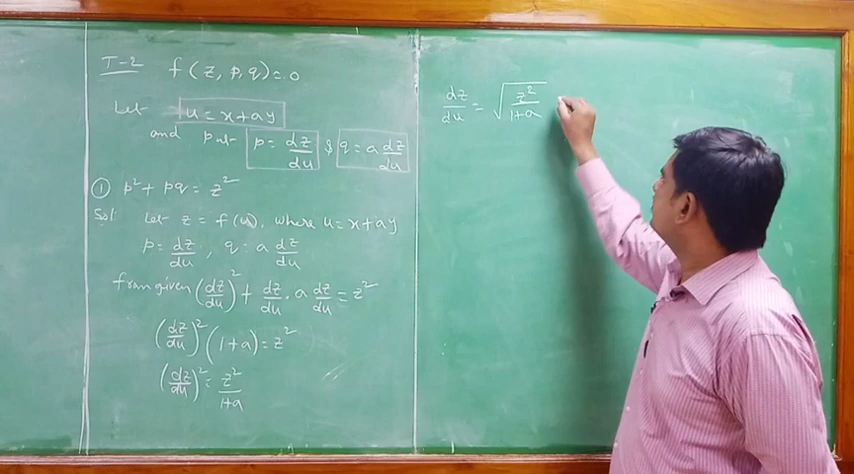 T-2 f(z, p, q) = 0
Let u = x + ay
and put p = dz/du & q = a dz/du
① p² + pq = z²
Sol: Let z = f(u), where u = x + ay
p = dz/du, q = a dz/du
from given (dz/du)² + dz/du . a dz/du = z²
(dz/du)² (1+a) = z²
(dz/du)² = z²/1+a
dz/du = √(z²/1+a)